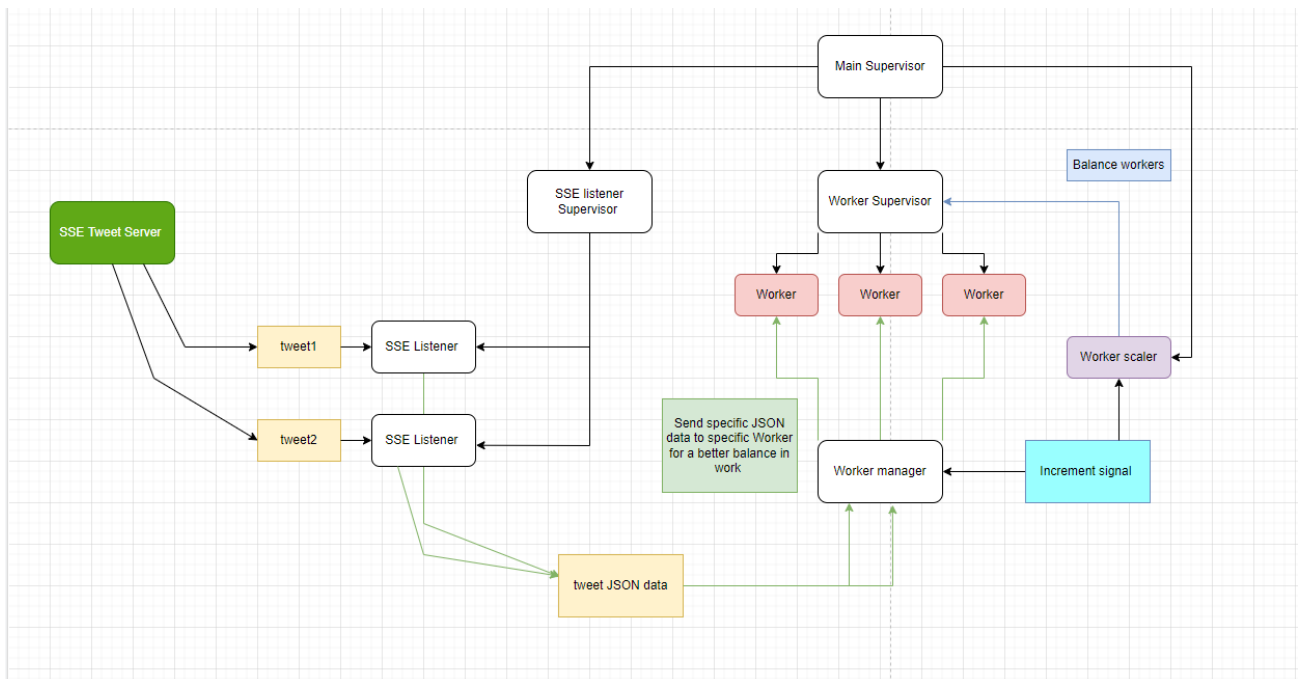 Main Supervisor
Balance workers
SSE listener
Supervisor
Worker Supervisor
SSE Tweet Server
Worker
Worker
Worker
tweet1
SSE Listener
Worker scaler
tweet2
SSE Listener
Send specific JSON
data to specific Worker
for a better balance in
work
Worker manager
Increment signal
tweet JSON data